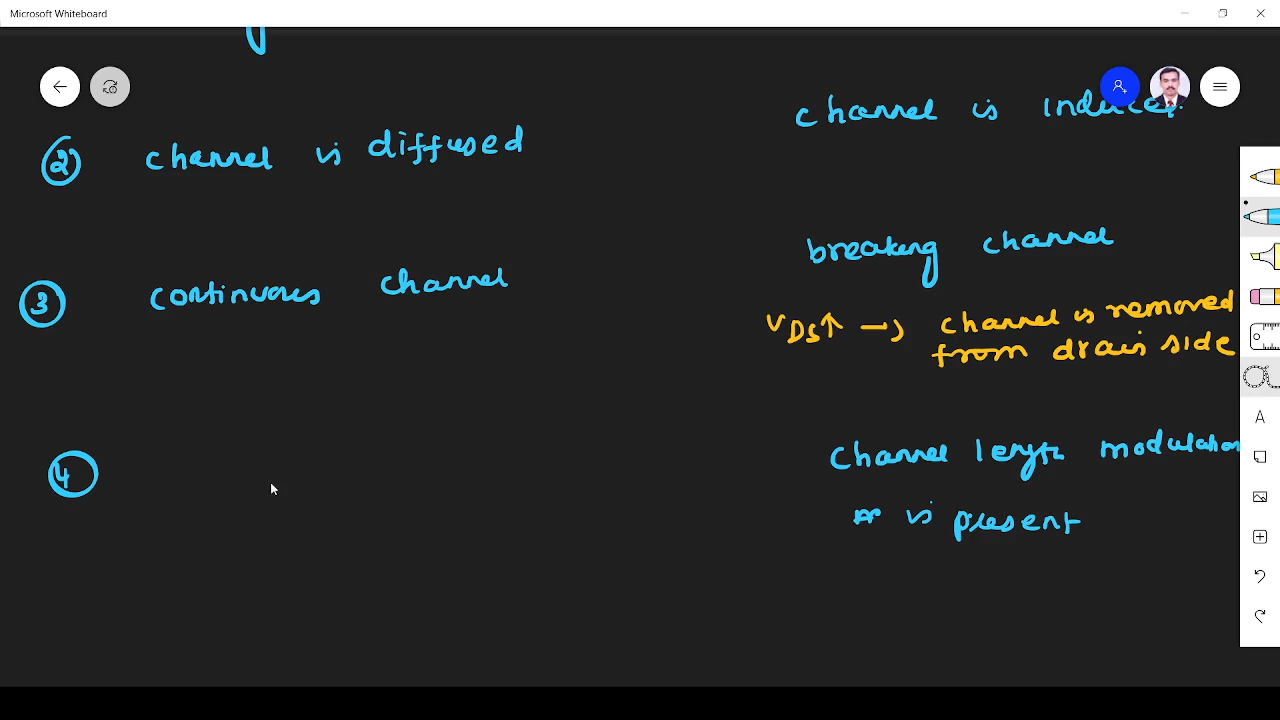 Microsoft Whiteboard
channel is Induced.
② channel is diffused
breaking channel
③ continuous channel
VDS↑ → channel is removed
from drain side
④
Channel length modulation
is present
A